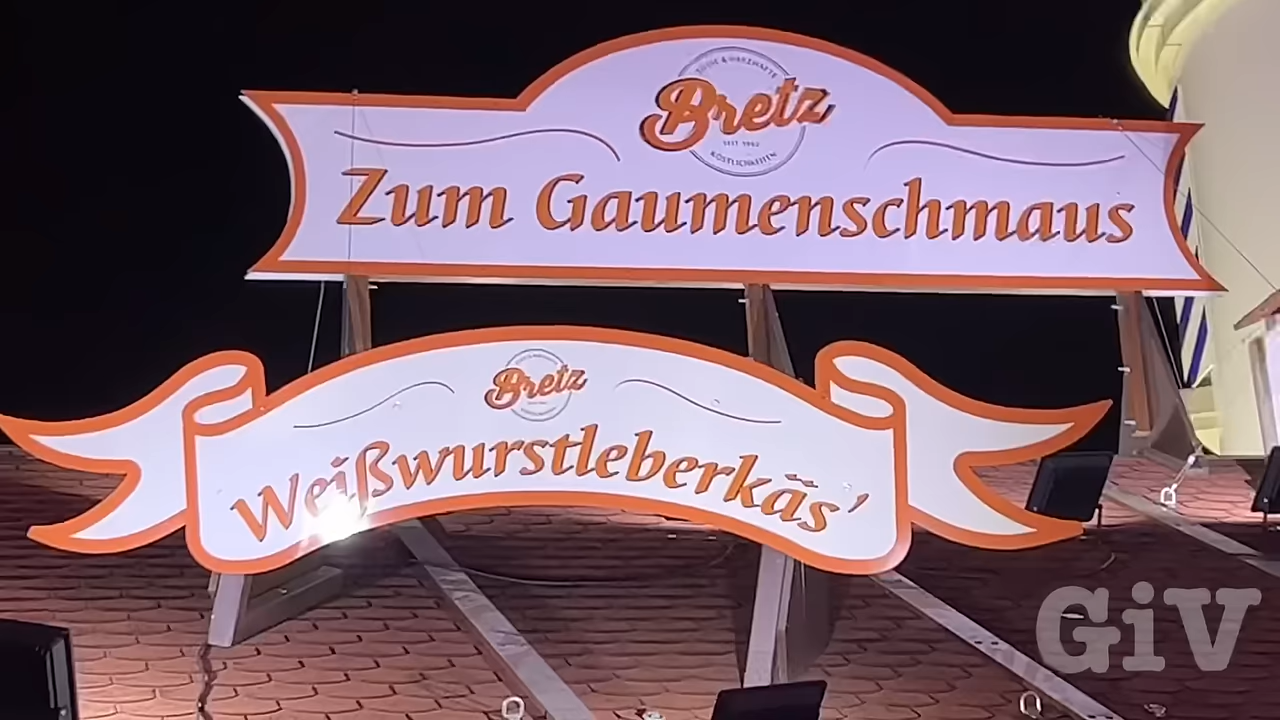 SÜßE & HERZHAFTE
Bretz
SEIT 1962
KÖSTLICHKEITEN
Zum Gaumenschmaus
Bretz
Weißwurstleberkäs’
GiV